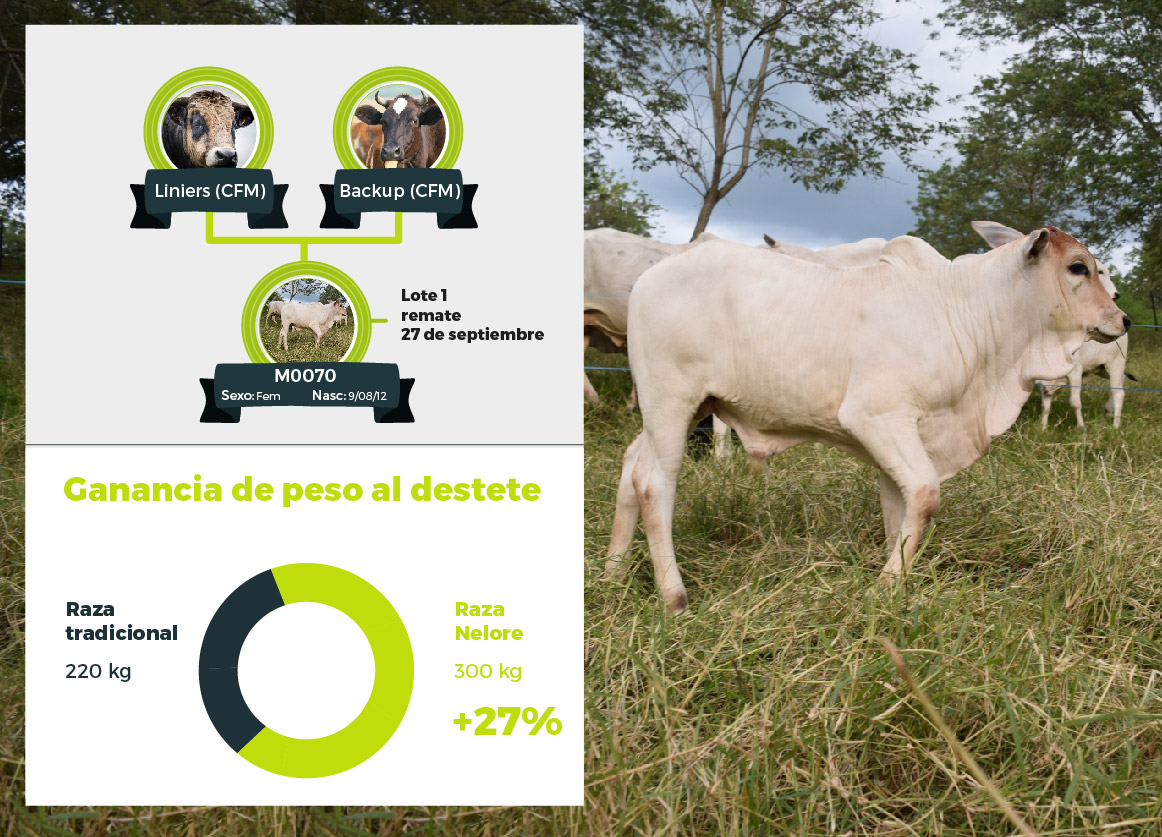 Liniers (CFM)
Backup (CFM)
Lote 1
remate
27 de septiembre
M0070
Sexo: Fem Nasc: 9/08/12
Ganancia de peso al destete
Raza
tradicional
220 kg
Raza
Nelore
300 kg
+27%